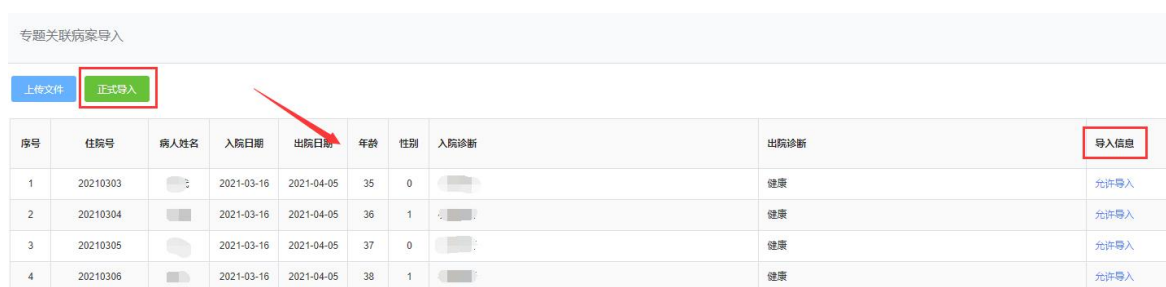 专题关联病案导入
上传文件 正式导入
序号 住院号 病人姓名 入院日期 出院日期 年龄 性别 入院诊断 出院诊断 导入信息
1 20210303 2021-03-16 2021-04-05 35 0 健康 允许导入
2 20210304 2021-03-16 2021-04-05 36 1 健康 允许导入
3 20210305 2021-03-16 2021-04-05 37 0 健康 允许导入
4 20210306 2021-03-16 2021-04-05 38 1 健康 允许导入